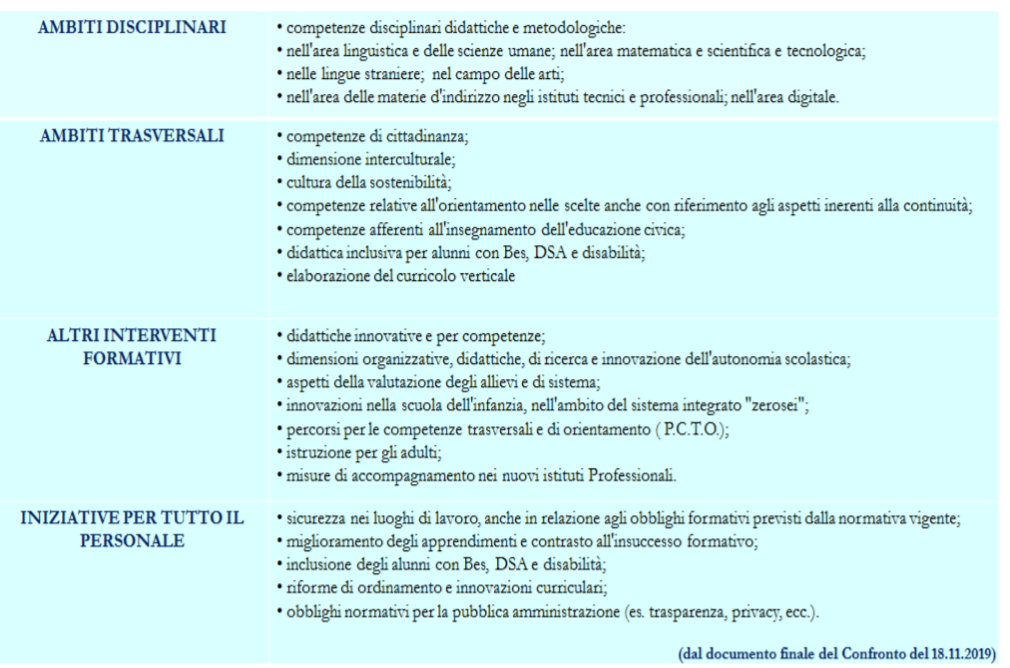 AMBITI DISCIPLINARI
• competenze disciplinari didattiche e metodologiche:
• nell'area linguistica e delle scienze umane; nell'area matematica e scientifica e tecnologica;
• nelle lingue straniere; nel campo delle arti;
• nell'area delle materie d'indirizzo negli istituti tecnici e professionali; nell'area digitale.
AMBITI TRASVERSALI
• competenze di cittadinanza;
• dimensione interculturale;
• cultura della sostenibilità;
• competenze relative all'orientamento nelle scelte anche con riferimento agli aspetti inerenti alla continuità;
• competenze afferenti all'insegnamento dell'educazione civica;
• didattica inclusiva per alunni con Bes, DSA e disabilità;
• elaborazione del curricolo verticale
ALTRI INTERVENTI
FORMATIVI
• didattiche innovative e per competenze;
• dimensioni organizzative, didattiche, di ricerca e innovazione dell'autonomia scolastica;
• aspetti della valutazione degli allievi e di sistema;
• innovazioni nella scuola dell'infanzia, nell'ambito del sistema integrato "zerosei";
• percorsi per le competenze trasversali e di orientamento ( P.C.T.O.);
• istruzione per gli adulti;
• misure di accompagnamento nei nuovi istituti Professionali.
INIZIATIVE PER TUTTO IL
PERSONALE
• sicurezza nei luoghi di lavoro, anche in relazione agli obblighi formativi previsti dalla normativa vigente;
• miglioramento degli apprendimenti e contrasto all'insuccesso formativo;
• inclusione degli alunni con Bes, DSA e disabilità;
• riforme di ordinamento e innovazioni curriculari;
• obblighi normativi per la pubblica amministrazione (es. trasparenza, privacy, ecc.).
(dal documento finale del Confronto del 18.11.2019)